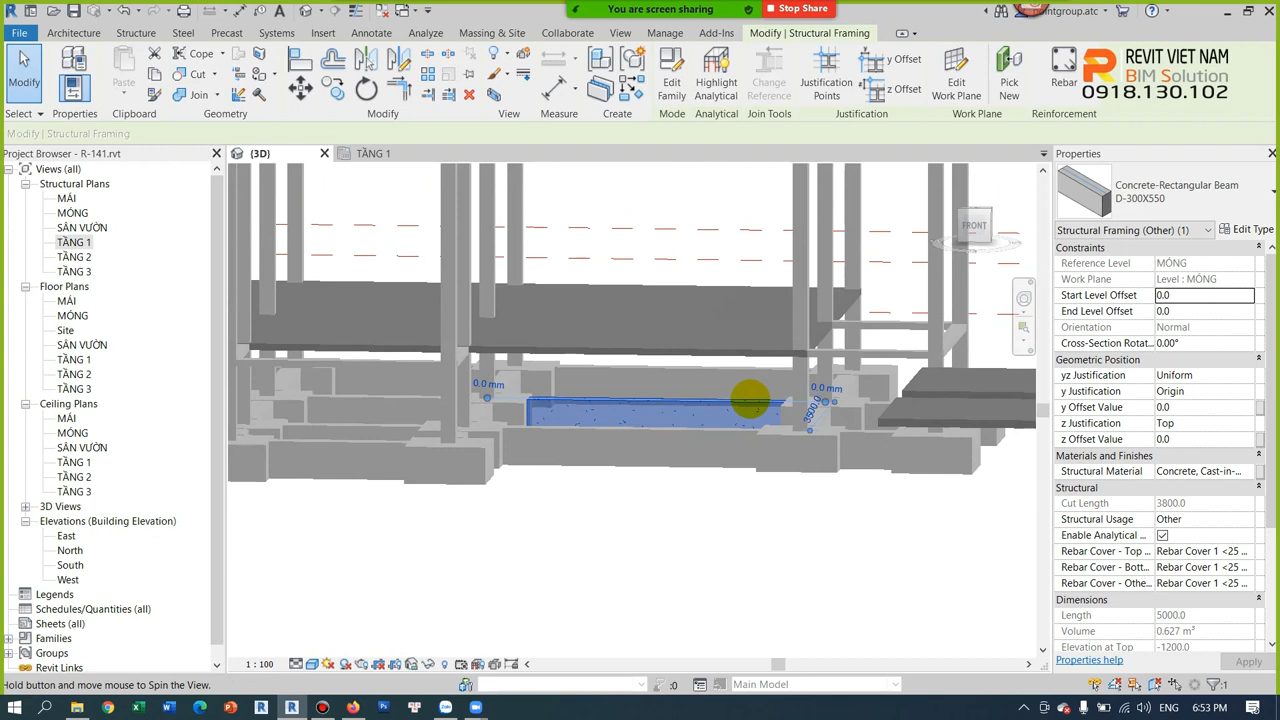 You are screen sharing
Stop Share
File
Architecture
Structure
Steel
Precast
Systems
Insert
Annotate
Analyze
Massing & Site
Collaborate
View
Manage
Add-Ins
Modify | Structural Framing
Modify
Select
Properties
Paste
Clipboard
Cope
Cut
Join
Geometry
Modify
View
Measure
Create
Edit
Family
Mode
Highlight
Analytical
Analytical
Change
Reference
Join Tools
Justification
Points
y Offset
z Offset
Justification
Edit
Work Plane
Work Plane
Pick
New
Rebar
Reinforcement
REVIT VIET NAM
BIM Solution
0918.130.102
Modify | Structural Framing
Project Browser - R-141.rvt
Views (all)
Structural Plans
MÁI
MÓNG
SÂN VƯỜN
TẦNG 1
TẦNG 2
TẦNG 3
Floor Plans
MÁI
MÓNG
Site
SÂN VƯỜN
TẦNG 1
TẦNG 2
TẦNG 3
Ceiling Plans
MÁI
MÓNG
SÂN VƯỜN
TẦNG 1
TẦNG 2
TẦNG 3
3D Views
Elevations (Building Elevation)
East
North
South
West
Legends
Schedules/Quantities (all)
Sheets (all)
Families
Groups
Revit Links
{3D}
TẦNG 1
FRONT
0.0 mm
0.0 mm
3500.0
Properties
Concrete-Rectangular Beam
D-300X550
Structural Framing (Other) (1)
Edit Type
Constraints
Reference Level MÓNG
Work Plane Level : MÓNG
Start Level Offset 0.0
End Level Offset 0.0
Orientation Normal
Cross-Section Rotat... 0.00°
Geometric Position
yz Justification Uniform
y Justification Origin
y Offset Value 0.0
z Justification Top
z Offset Value 0.0
Materials and Finishes
Structural Material Concrete, Cast-in-...
Structural
Cut Length 3800.0
Structural Usage Other
Enable Analytical ...
Rebar Cover - Top ... Rebar Cover 1 <25 ...
Rebar Cover - Bott... Rebar Cover 1 <25 ...
Rebar Cover - Othe... Rebar Cover 1 <25 ...
Dimensions
Length 5000.0
Volume 0.627 m³
Elevation at Top -1200.0
Properties help
Apply
1 : 100
Hold button and move mouse to Spin the View.
:0
Main Model
:1
ENG
6:53 PM